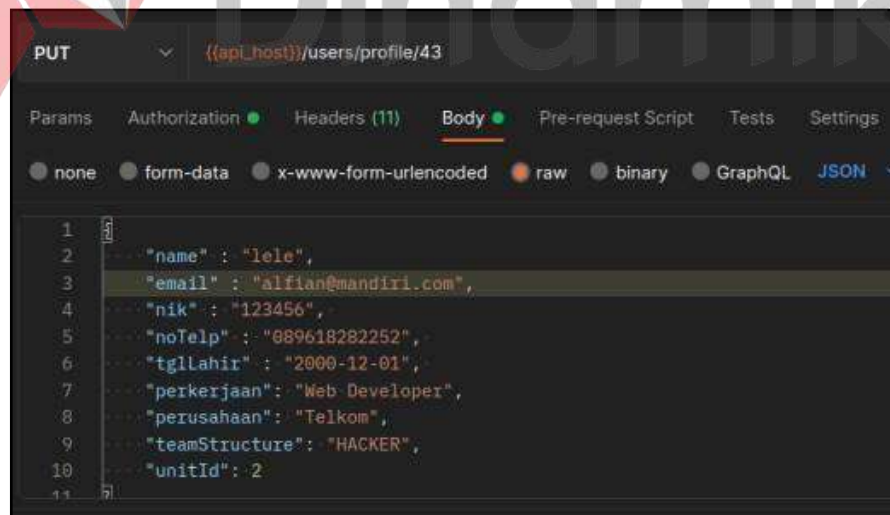 Dinamik
PUT {{api_host}}/users/profile/43
Params Authorization Headers (11) Body Pre-request Script Tests Settings
none form-data x-www-form-urlencoded raw binary GraphQL JSON
1 {
2 "name" : "lele",
3 "email" : "alfian@mandiri.com",
4 "nik" : "123456",
5 "noTelp" : "089618282252",
6 "tglLahir" : "2000-12-01",
7 "perkerjaan": "Web Developer",
8 "perusahaan": "Telkom",
9 "teamStructure": "HACKER",
10 "unitId": 2
11 }